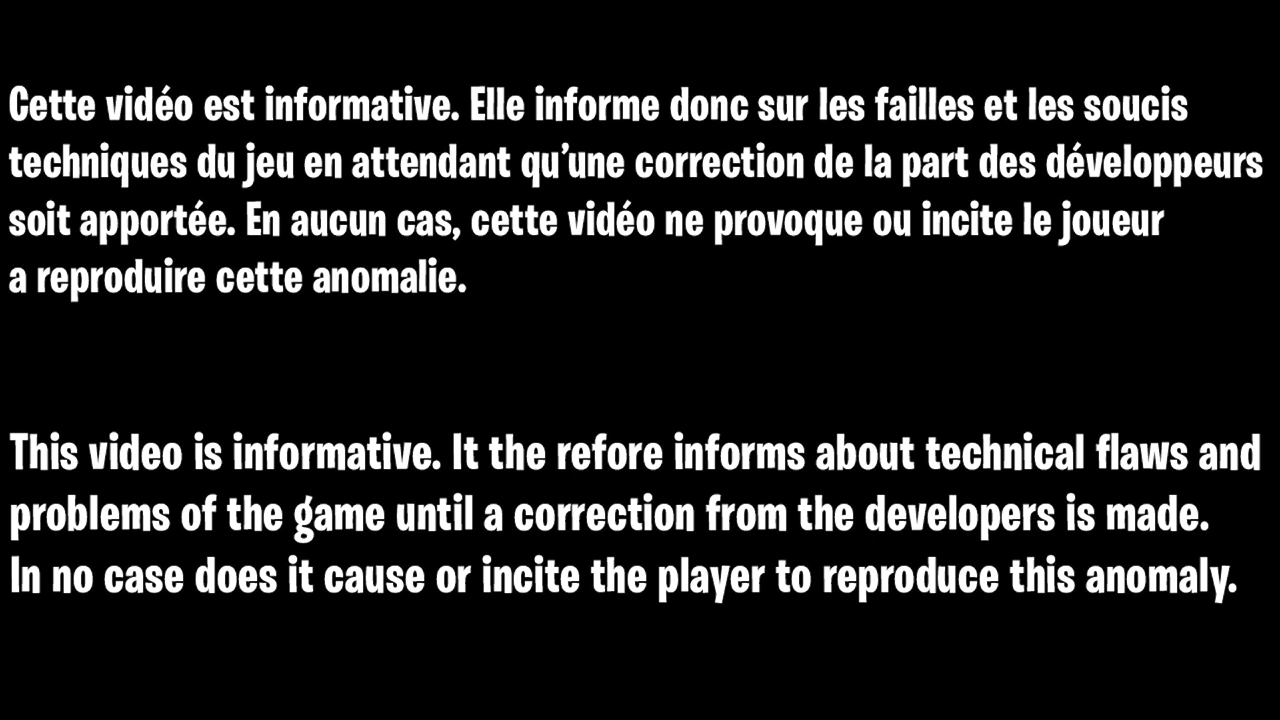 Cette vidéo est informative. Elle informe donc sur les failles et les soucis
techniques du jeu en attendant qu'une correction de la part des développeurs
soit apportée. En aucun cas, cette vidéo ne provoque ou incite le joueur
a reproduire cette anomalie.
This video is informative. It the refore informs about technical flaws and
problems of the game until a correction from the developers is made.
In no case does it cause or incite the player to reproduce this anomaly.